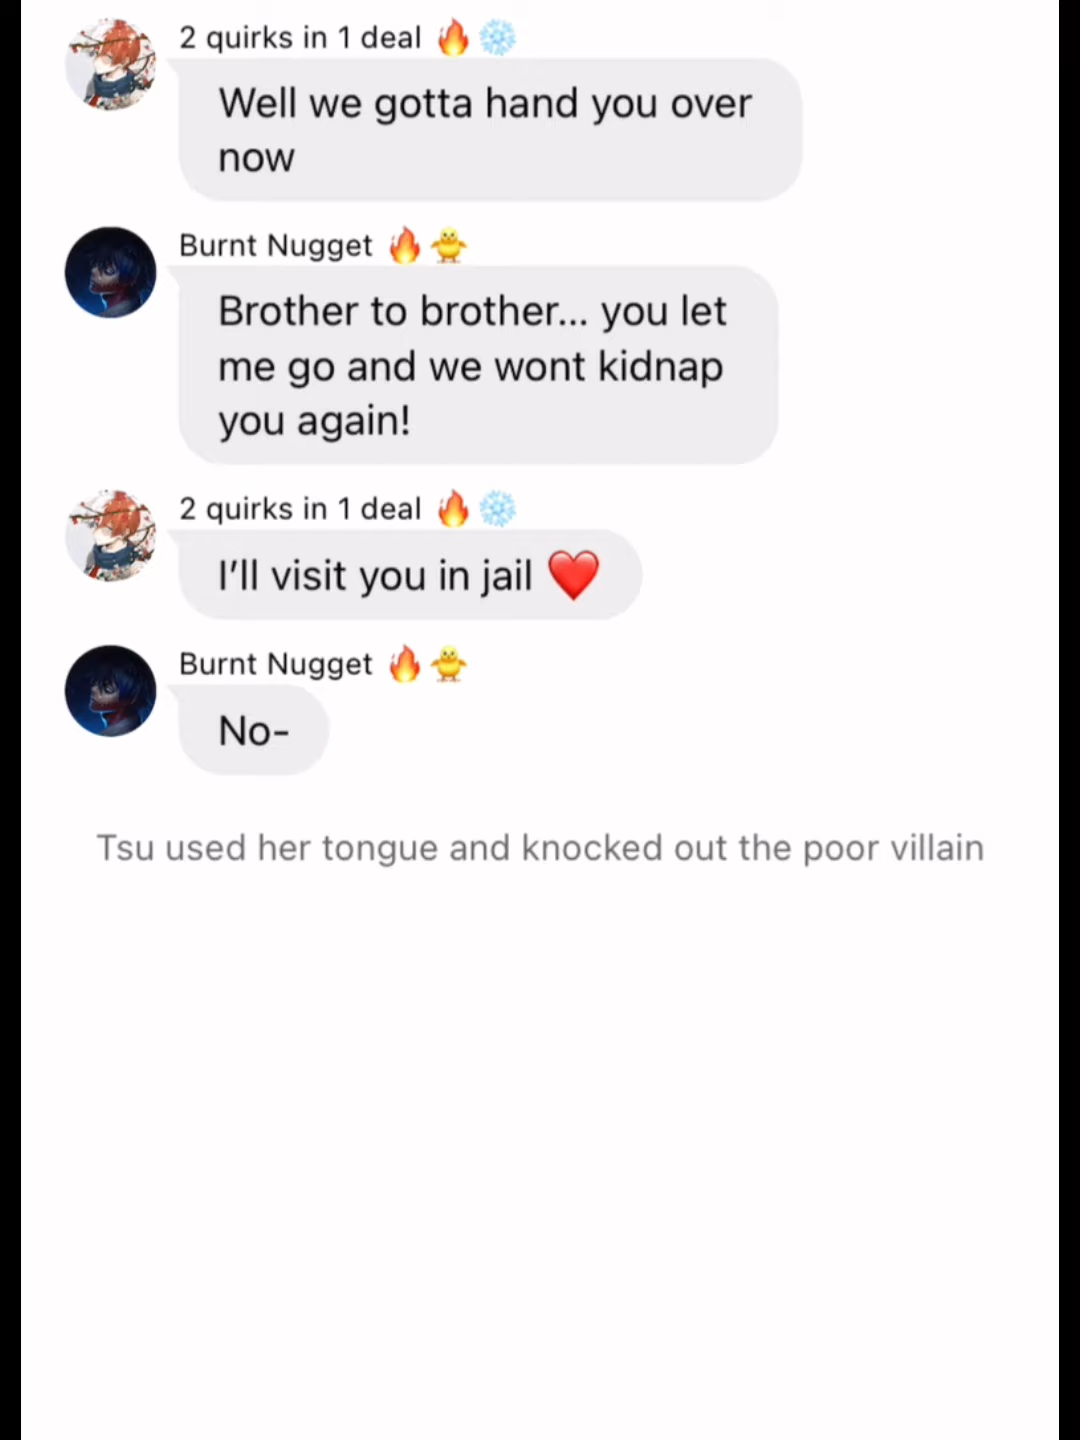 2 quirks in 1 deal 🔥❄️
Well we gotta hand you over
now
Burnt Nugget 🔥🐥
Brother to brother... you let
me go and we wont kidnap
you again!
2 quirks in 1 deal 🔥❄️
I'll visit you in jail ❤️
Burnt Nugget 🔥🐥
No-
Tsu used her tongue and knocked out the poor villain